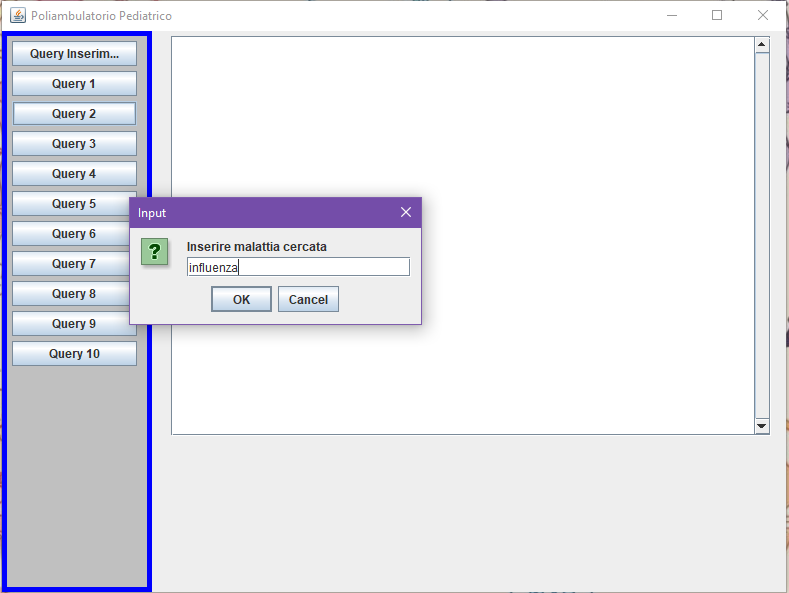 Poliambulatorio Pediatrico
Query Inserim...
Query 1
Query 2
Query 3
Query 4
Query 5
Query 6
Query 7
Query 8
Query 9
Query 10
Input
?
Inserire malattia cercata
influenza
OK
Cancel